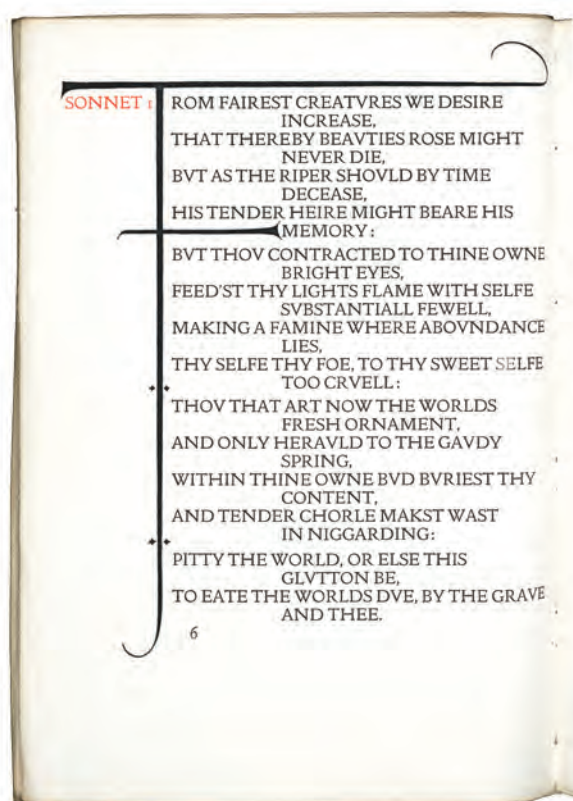 SONNET 1
FROM FAIREST CREATVRES WE DESIRE
INCREASE,
THAT THEREBY BEAVTIES ROSE MIGHT
NEVER DIE,
BVT AS THE RIPER SHOVLD BY TIME
DECEASE,
HIS TENDER HEIRE MIGHT BEARE HIS
MEMORY:
BVT THOV CONTRACTED TO THINE OWNE
BRIGHT EYES,
FEED'ST THY LIGHTS FLAME WITH SELFE
SVBSTANTIALL FEWELL,
MAKING A FAMINE WHERE ABOVNDANCE
LIES,
THY SELFE THY FOE, TO THY SWEET SELFE
TOO CRVELL:
THOV THAT ART NOW THE WORLDS
FRESH ORNAMENT,
AND ONLY HERAVLD TO THE GAVDY
SPRING,
WITHIN THINE OWNE BVD BVRIEST THY
CONTENT,
AND TENDER CHORLE MAKST WAST
IN NIGGARDING:
PITTY THE WORLD, OR ELSE THIS
GLVTTON BE,
TO EATE THE WORLDS DVE, BY THE GRAVE
AND THEE.
6